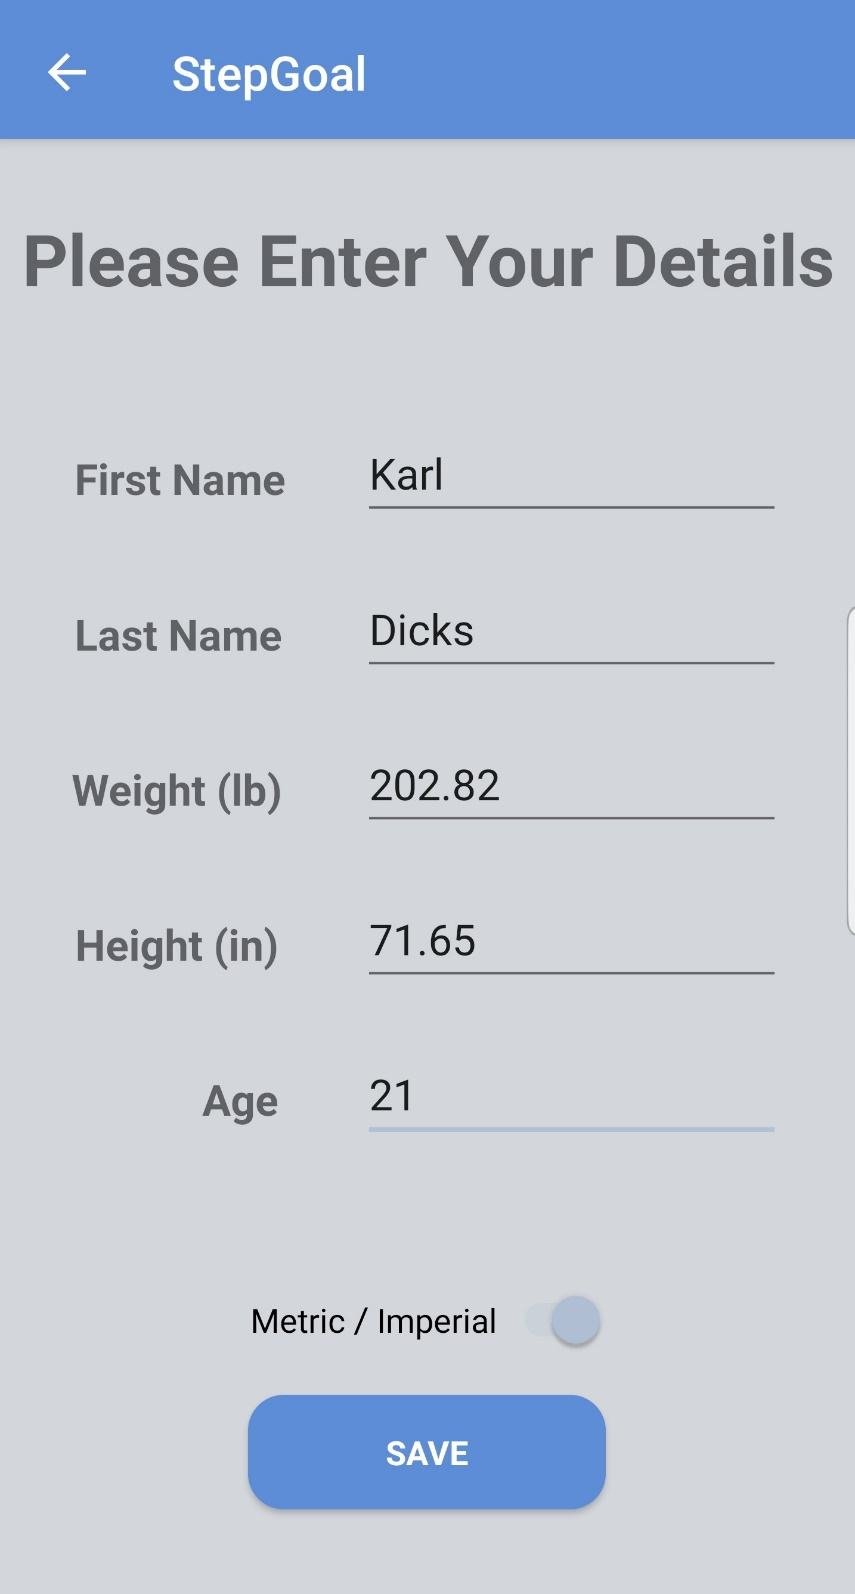 StepGoal
Please Enter Your Details
First Name Karl
Last Name Dicks
Weight (lb) 202.82
Height (in) 71.65
Age 21
Metric / Imperial
SAVE